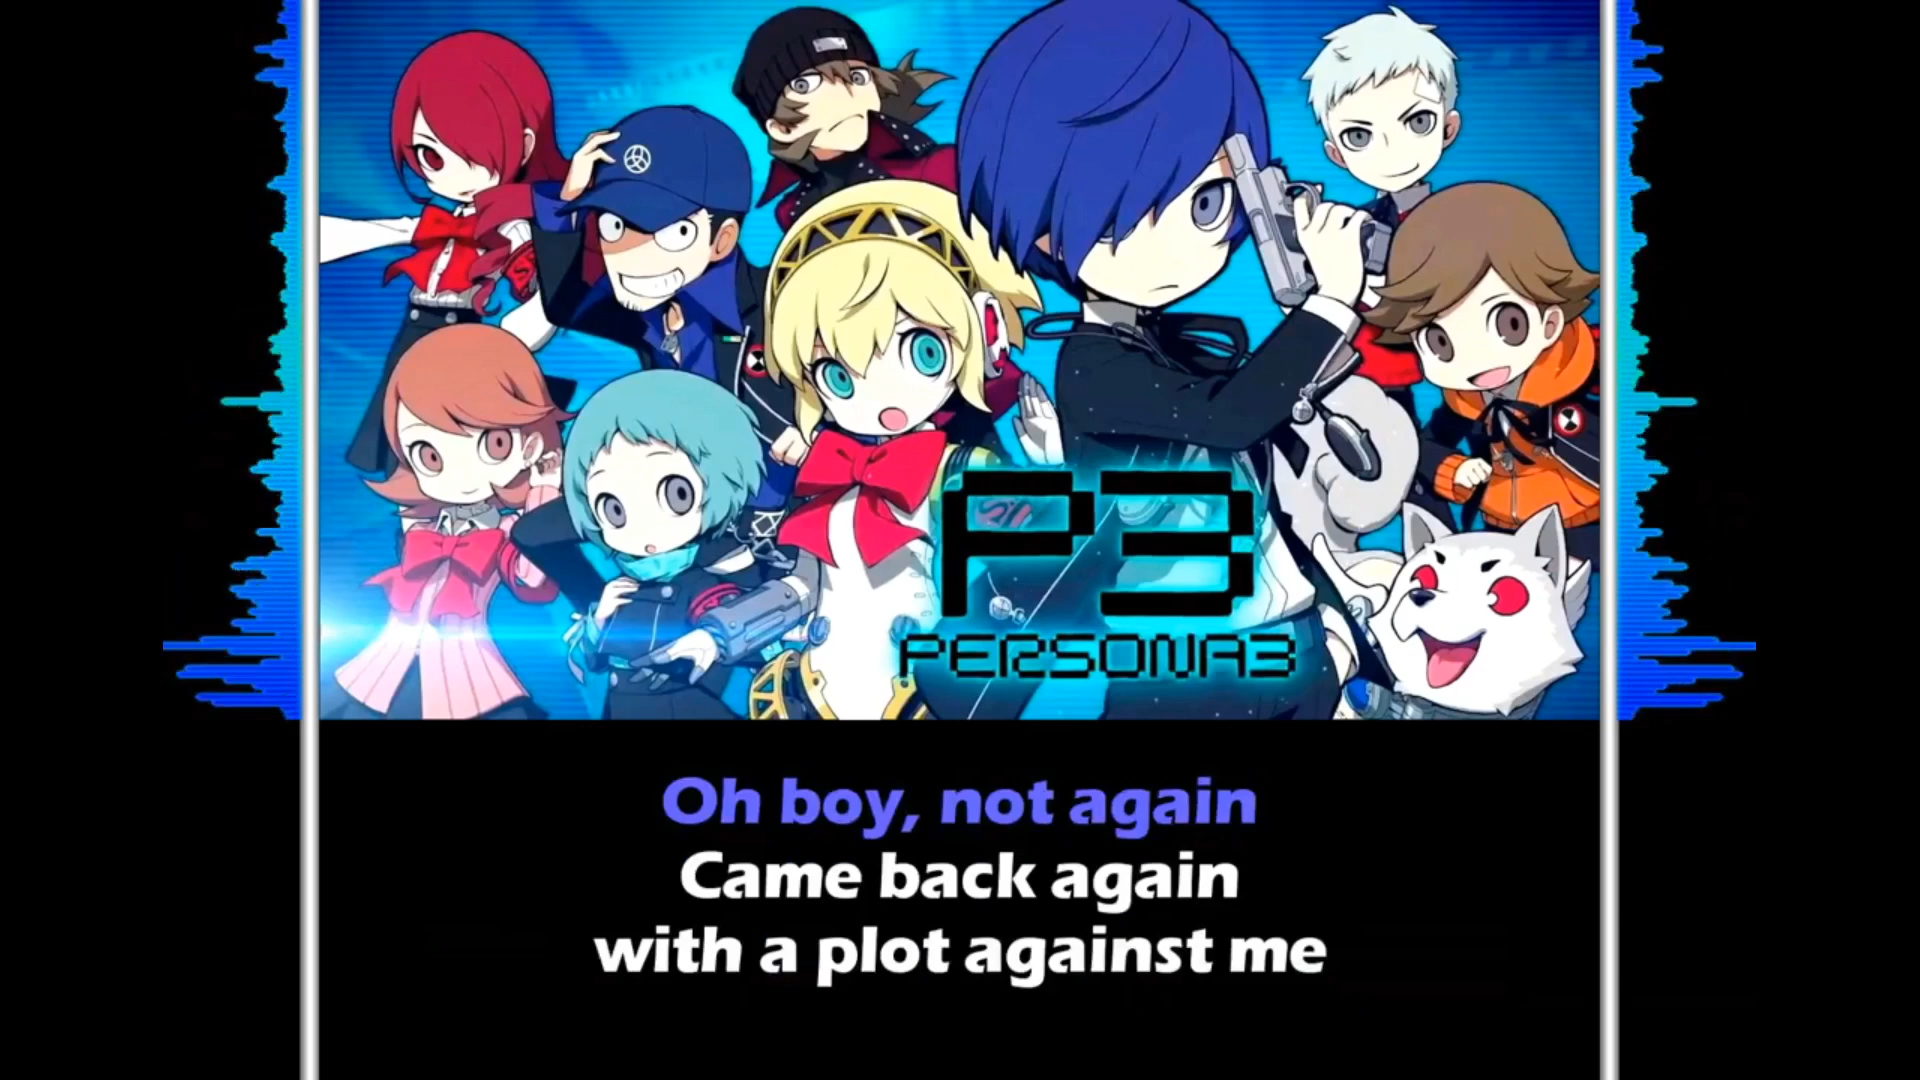 P3
PERSONA3
Oh boy, not again
Came back again
with a plot against me